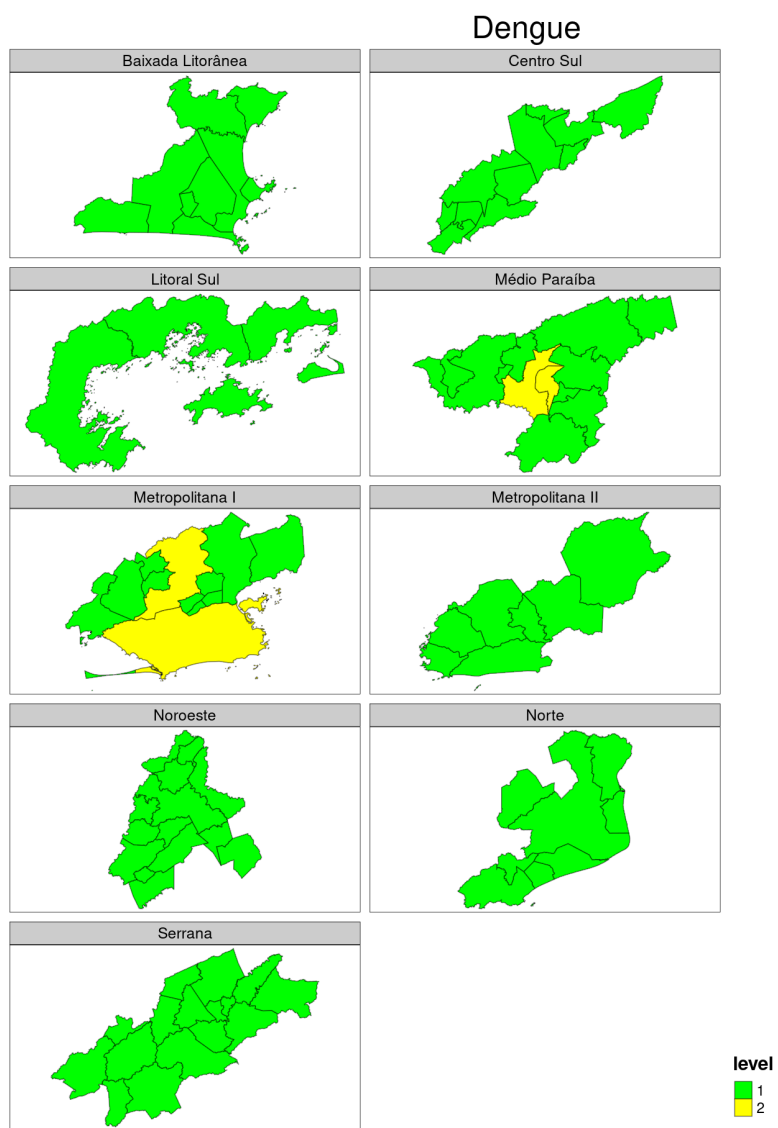 Dengue
Baixada Litorânea
Centro Sul
Litoral Sul
Médio Paraíba
Metropolitana I
Metropolitana II
Noroeste
Norte
Serrana
level
1
2